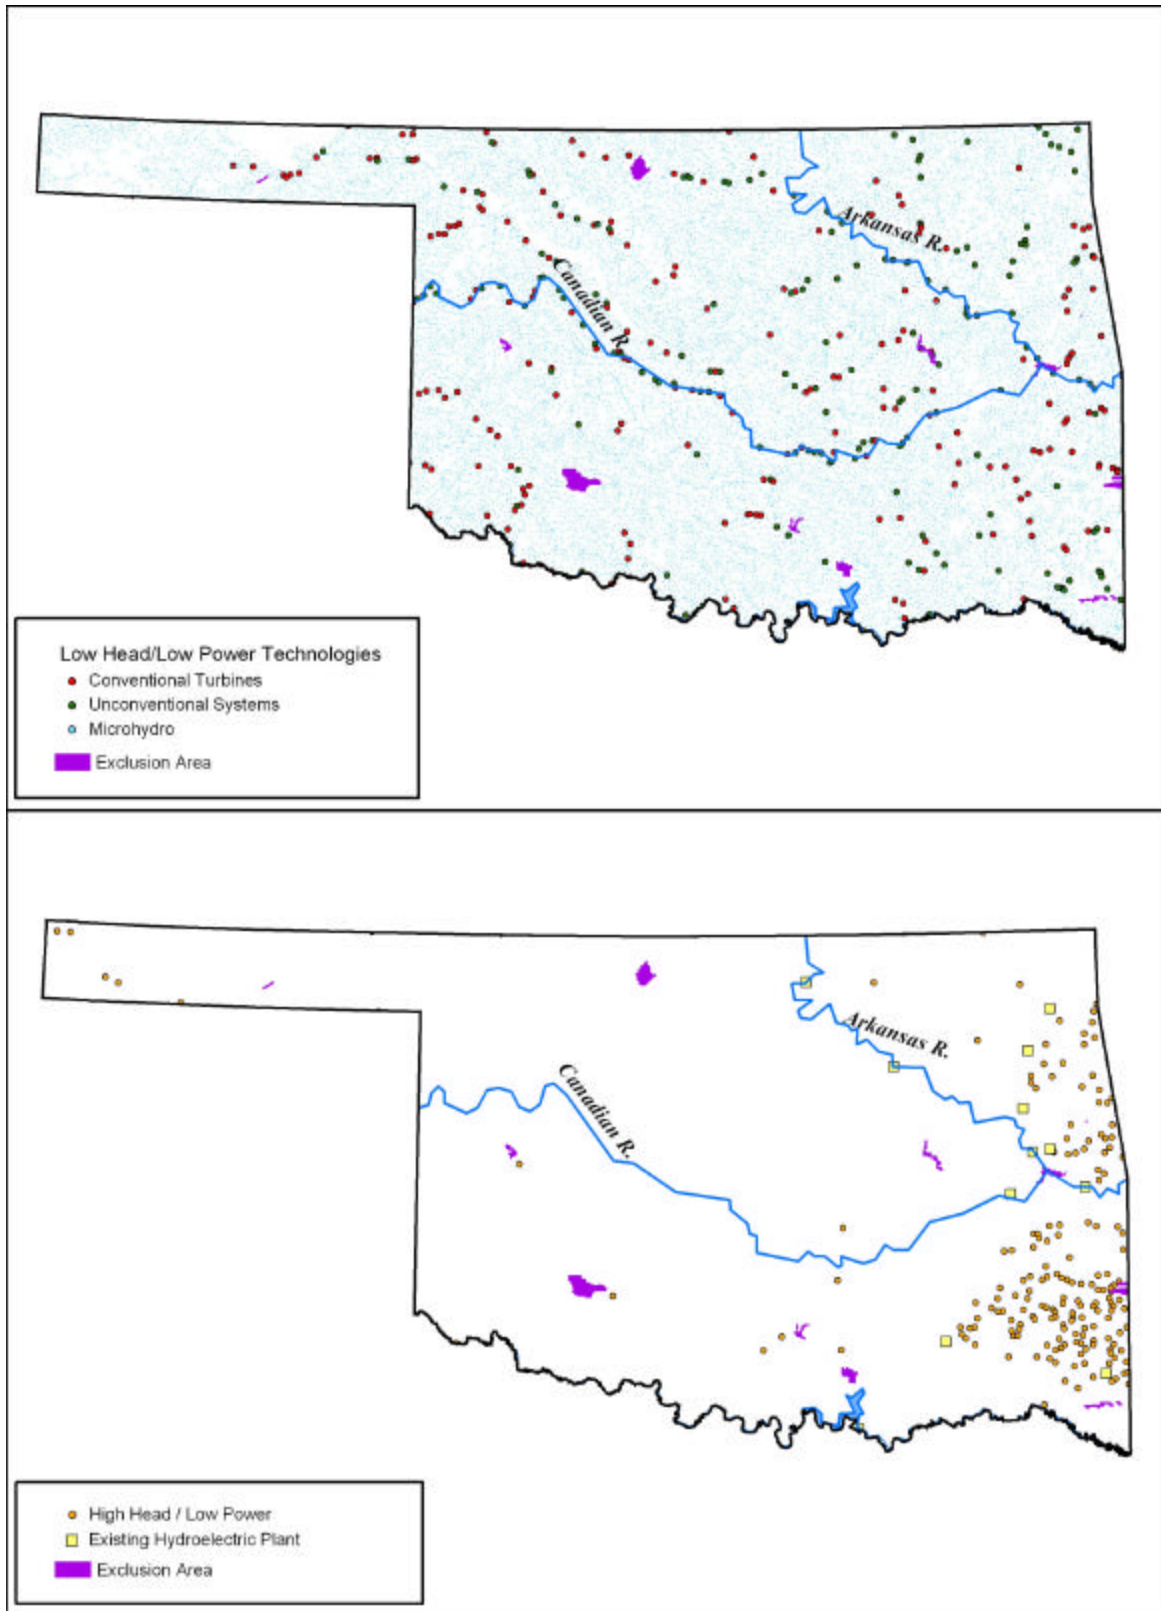 Arkansas R.
Canadian R.
Low Head/Low Power Technologies
Conventional Turbines
Unconventional Systems
Microhydro
Exclusion Area
Arkansas R.
Canadian R.
High Head / Low Power
Existing Hydroelectric Plant
Exclusion Area